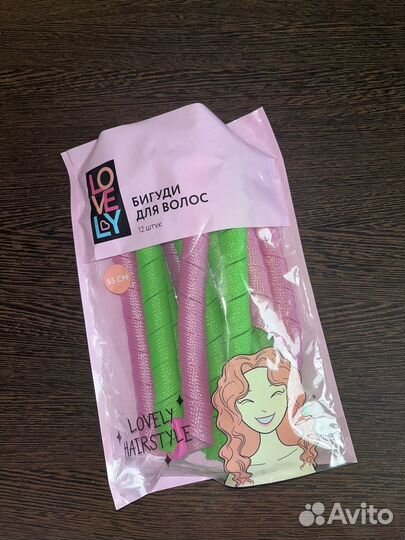 LO
VE
LY
БИГУДИ
ДЛЯ ВОЛОС
12 штук
55 СМ
LOVELY
HAIRSTYLE
Avito